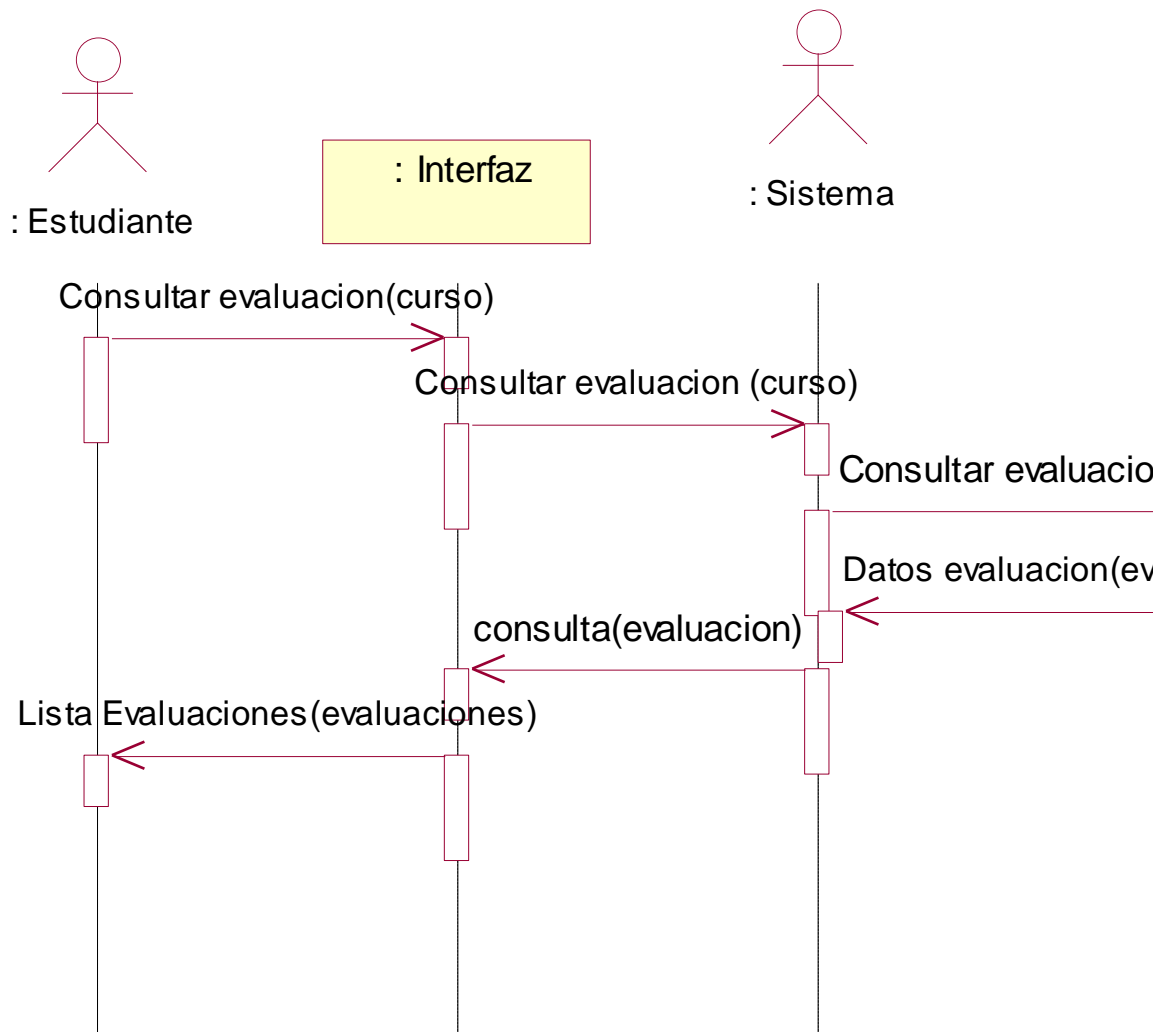 : Estudiante
: Interfaz
: Sistema
Consultar evaluacion(curso)
Consultar evaluacion (curso)
Consultar evaluacio
Datos evaluacion(ev
consulta(evaluacion)
Lista Evaluaciones(evaluaciones)